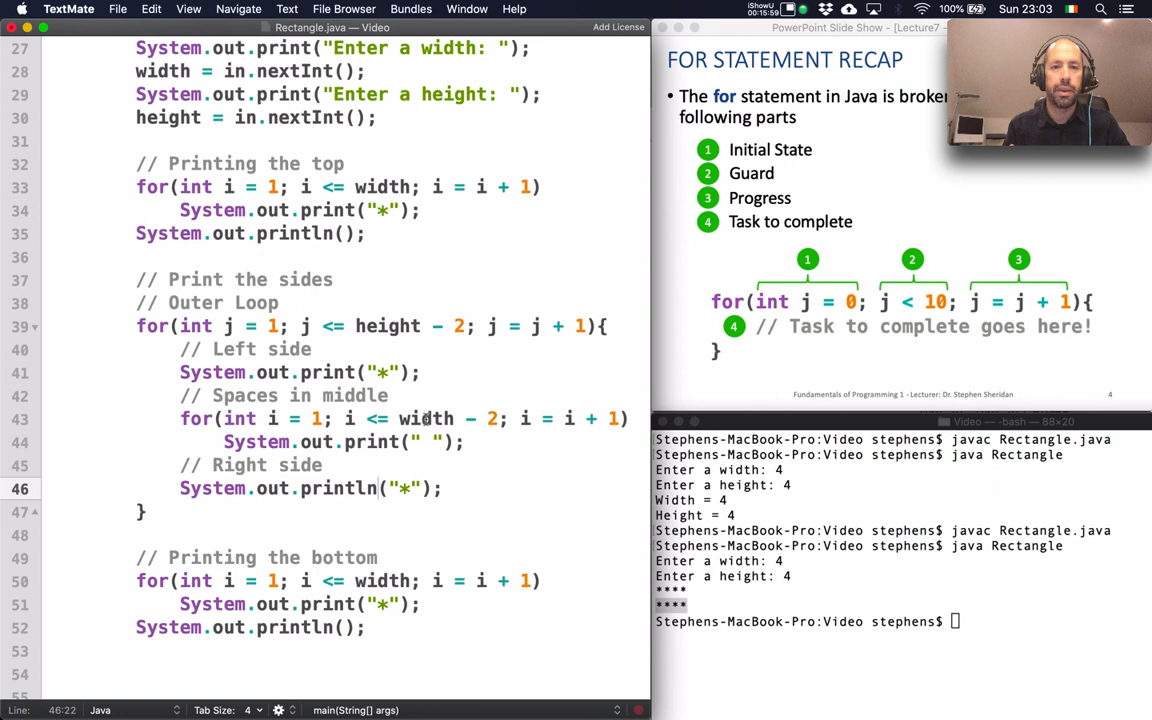 TextMate File Edit View Navigate Text File Browser Bundles Window Help
iShowU
00:15:59
100% Sun 23:03
Rectangle.java — Video
Add License
27 System.out.print("Enter a width: ");
28 width = in.nextInt();
29 System.out.print("Enter a height: ");
30 height = in.nextInt();
31
32 // Printing the top
33 for(int i = 1; i <= width; i = i + 1)
34 System.out.print("*");
35 System.out.println();
36
37 // Print the sides
38 // Outer Loop
39 for(int j = 1; j <= height - 2; j = j + 1){
40 // Left side
41 System.out.print("*");
42 // Spaces in middle
43 for(int i = 1; i <= width - 2; i = i + 1)
44 System.out.print(" ");
45 // Right side
46 System.out.println("*");
47 }
48
49 // Printing the bottom
50 for(int i = 1; i <= width; i = i + 1)
51 System.out.print("*");
52 System.out.println();
53
54
55
Line: 46:22 Java Tab Size: 4 main(String[] args)
PowerPoint Slide Show - [Lecture7 -
FOR STATEMENT RECAP
• The for statement in Java is broken
following parts
1 Initial State
2 Guard
3 Progress
4 Task to complete
1 2 3
for(int j = 0; j < 10; j = j + 1){
4 // Task to complete goes here!
}
Fundamentals of Programming 1 - Lecturer: Dr. Stephen Sheridan 4
Video — -bash — 88×20
Stephens-MacBook-Pro:Video stephens$ javac Rectangle.java
Stephens-MacBook-Pro:Video stephens$ java Rectangle
Enter a width: 4
Enter a height: 4
Width = 4
Height = 4
Stephens-MacBook-Pro:Video stephens$ javac Rectangle.java
Stephens-MacBook-Pro:Video stephens$ java Rectangle
Enter a width: 4
Enter a height: 4
****
****
Stephens-MacBook-Pro:Video stephens$